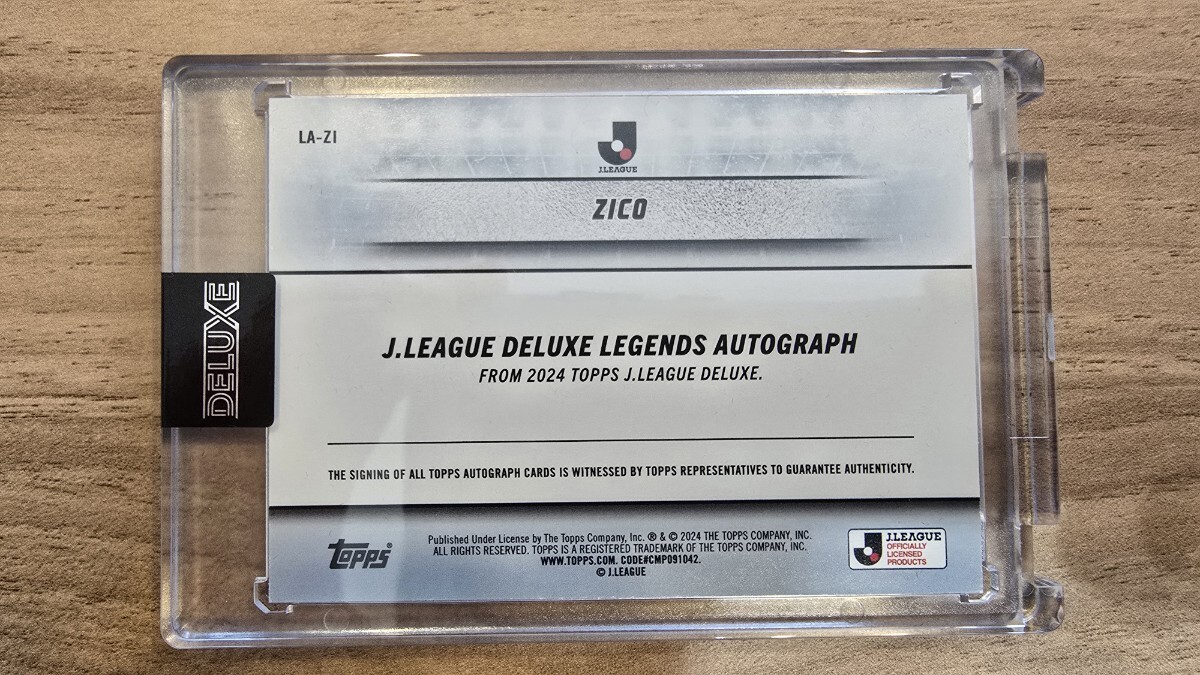 LA-ZI
J.LEAGUE
ZICO
DELUXE
J.LEAGUE DELUXE LEGENDS AUTOGRAPH
FROM 2024 TOPPS J.LEAGUE DELUXE.
THE SIGNING OF ALL TOPPS AUTOGRAPH CARDS IS WITNESSED BY TOPPS REPRESENTATIVES TO GUARANTEE AUTHENTICITY.
topps®
Published Under License by The Topps Company, Inc. ® & © 2024 THE TOPPS COMPANY, INC.
ALL RIGHTS RESERVED. TOPPS IS A REGISTERED TRADEMARK OF THE TOPPS COMPANY, INC.
WWW.TOPPS.COM. CODE#CMP091042.
© J.LEAGUE
J.LEAGUE
OFFICIALLY
LICENSED
PRODUCTS